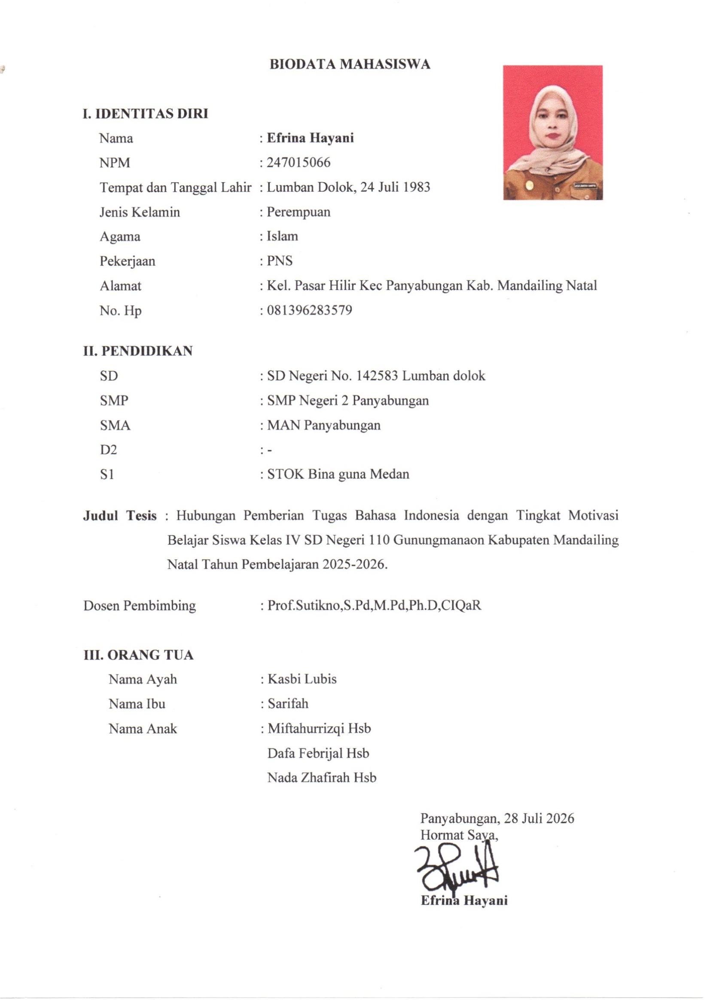 BIODATA MAHASISWA
I. IDENTITAS DIRI
Nama : Efrina Hayani
NPM : 247015066
Tempat dan Tanggal Lahir : Lumban Dolok, 24 Juli 1983
Jenis Kelamin : Perempuan
Agama : Islam
Pekerjaan : PNS
Alamat : Kel. Pasar Hilir Kec Panyabungan Kab. Mandailing Natal
No. Hp : 081396283579
II. PENDIDIKAN
SD : SD Negeri No. 142583 Lumban dolok
SMP : SMP Negeri 2 Panyabungan
SMA : MAN Panyabungan
D2 : -
S1 : STOK Bina guna Medan
Judul Tesis : Hubungan Pemberian Tugas Bahasa Indonesia dengan Tingkat Motivasi
Belajar Siswa Kelas IV SD Negeri 110 Gunungmanaon Kabupaten Mandailing
Natal Tahun Pembelajaran 2025-2026.
Dosen Pembimbing : Prof.Sutikno,S.Pd,M.Pd,Ph.D,CIQaR
III. ORANG TUA
Nama Ayah : Kasbi Lubis
Nama Ibu : Sarifah
Nama Anak : Miftahurrizqi Hsb
Dafa Febrijal Hsb
Nada Zhafirah Hsb
Panyabungan, 28 Juli 2026
Hormat Saya,
Efrina Hayani